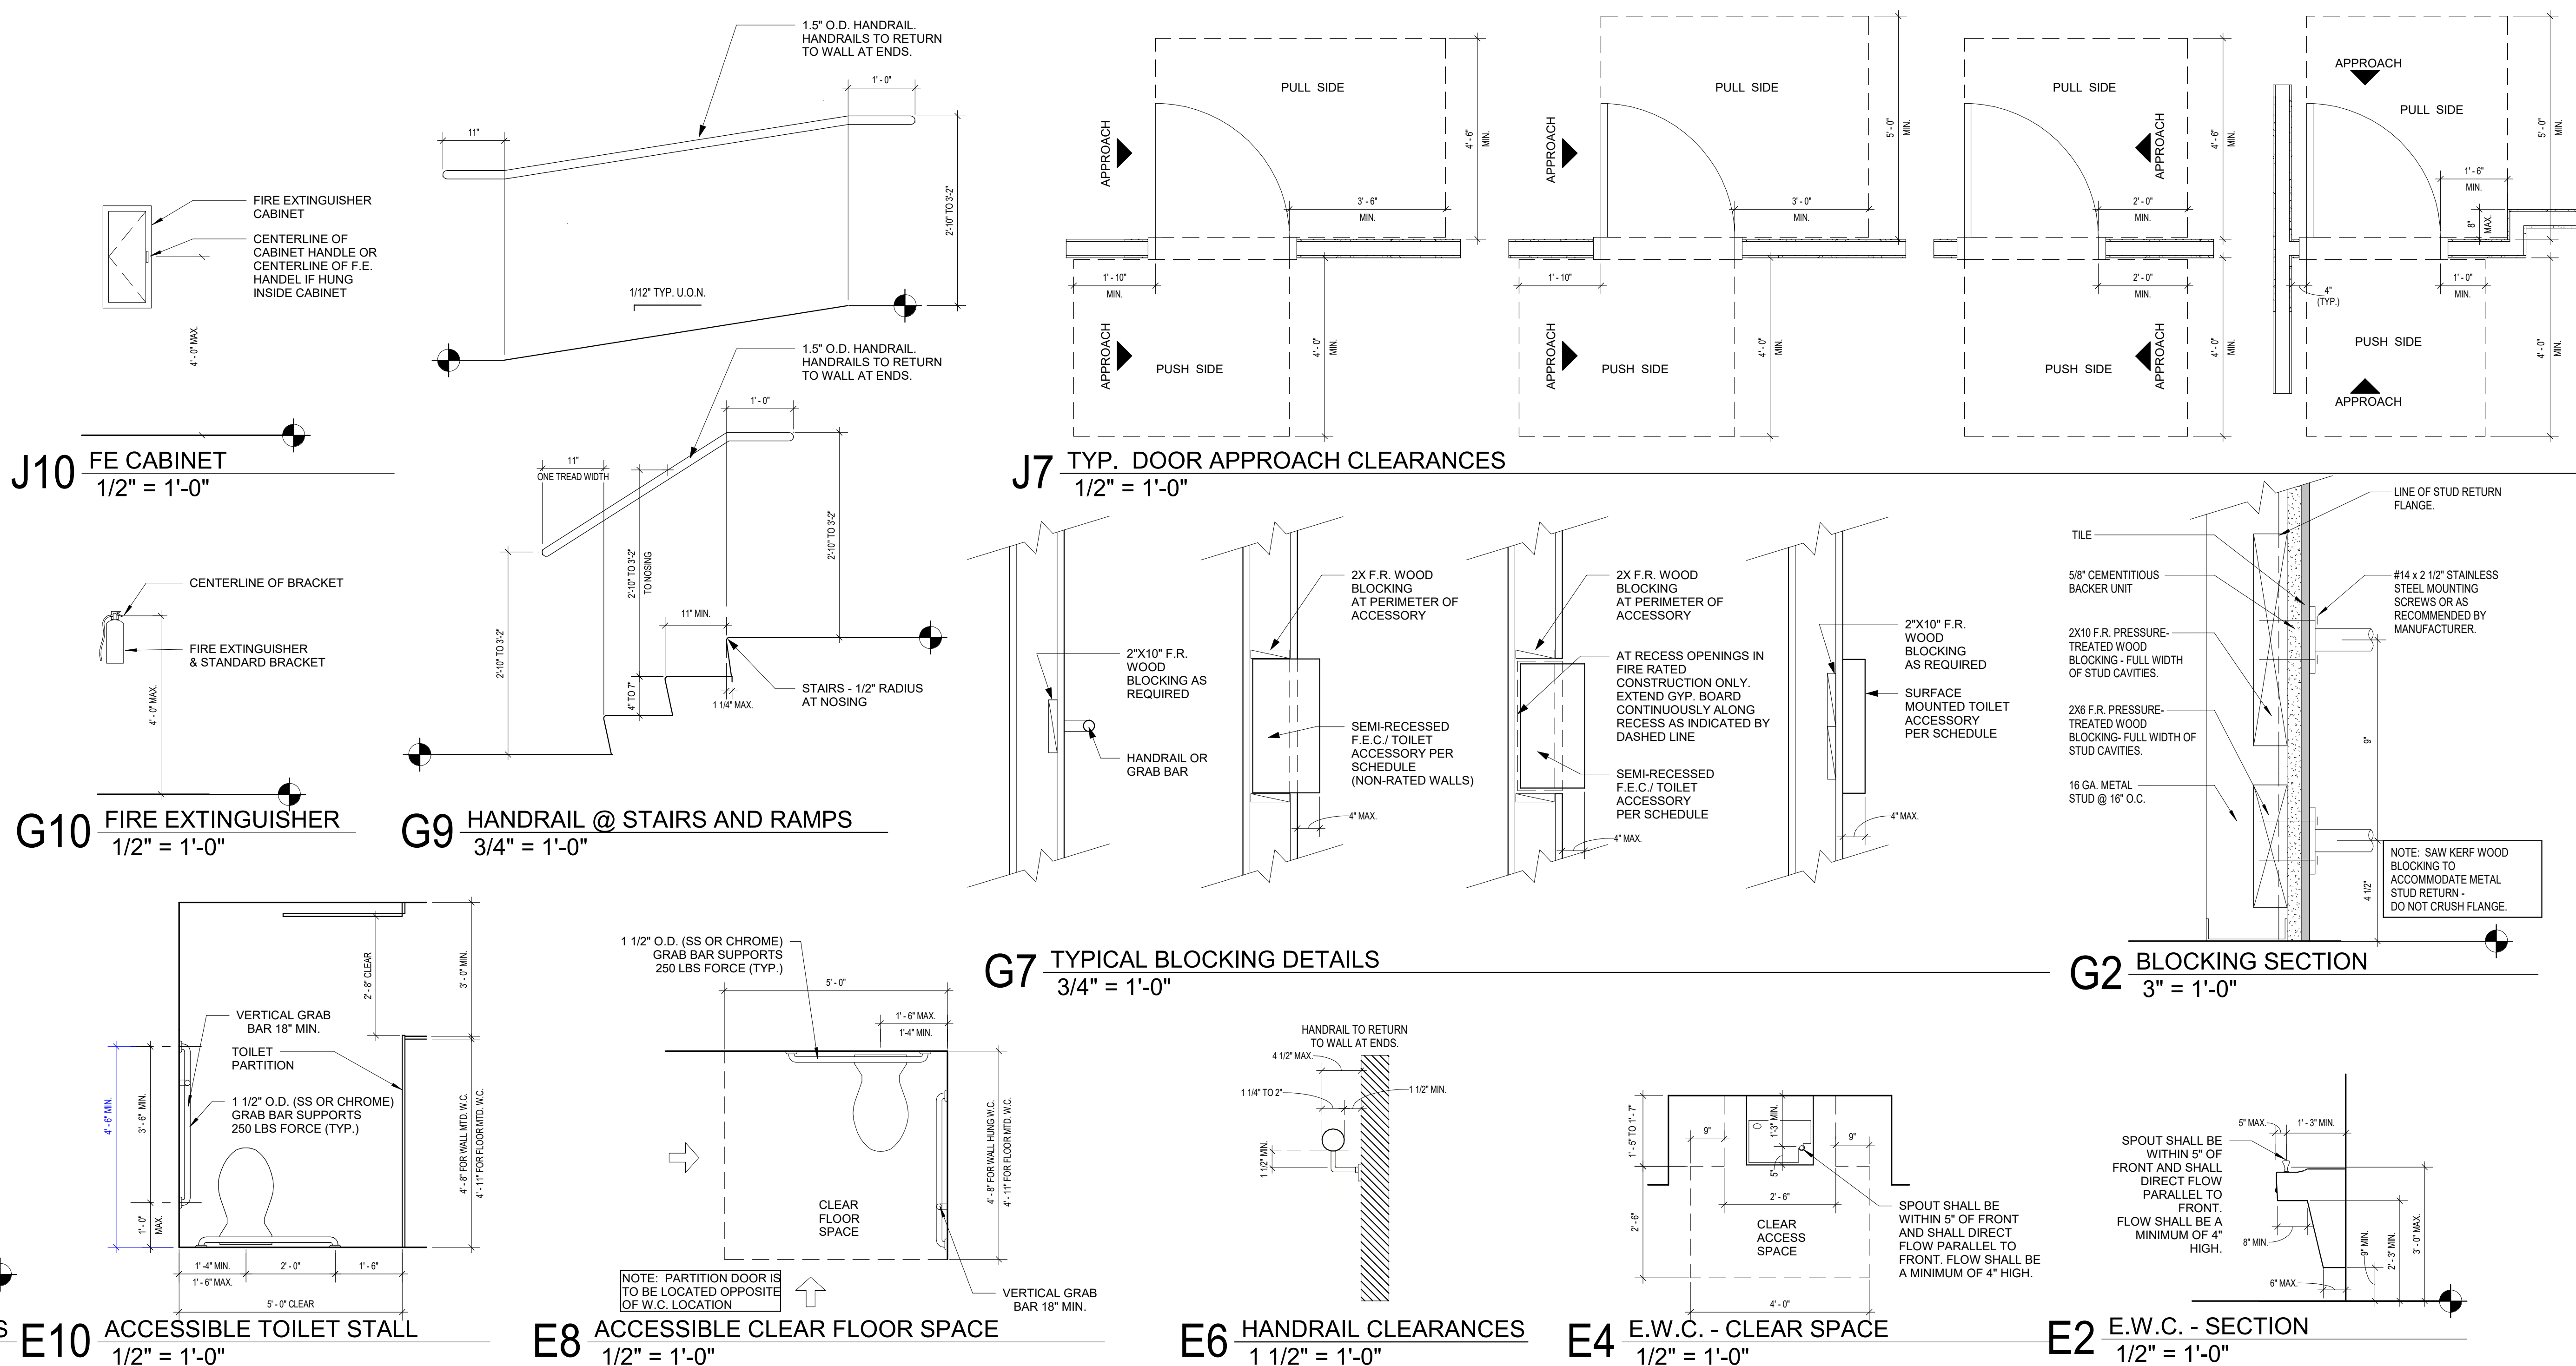 FIRE EXTINGUISHER
CABINET
CENTERLINE OF
CABINET HANDLE OR
CENTERLINE OF F.E.
HANDEL IF HUNG
INSIDE CABINET
4' - 0" MAX.
J10 FE CABINET
1/2" = 1'-0"
1.5" O.D. HANDRAIL.
HANDRAILS TO RETURN
TO WALL AT ENDS.
1' - 0"
11"
2'-10" TO 3'-2"
1/12" TYP. U.O.N.
1.5" O.D. HANDRAIL.
HANDRAILS TO RETURN
TO WALL AT ENDS.
1' - 0"
11"
ONE TREAD WIDTH
2'-10" TO 3'-2"
TO NOSING
2'-10" TO 3'-2"
2'-10" TO 3'-2"
11" MIN.
4" TO 7"
1 1/4" MAX.
STAIRS - 1/2" RADIUS
AT NOSING
G9 HANDRAIL @ STAIRS AND RAMPS
3/4" = 1'-0"
CENTERLINE OF BRACKET
FIRE EXTINGUISHER
& STANDARD BRACKET
4' - 0" MAX.
G10 FIRE EXTINGUISHER
1/2" = 1'-0"
PULL SIDE
APPROACH
4' - 6"
MIN.
3' - 6"
MIN.
1' - 10"
MIN.
APPROACH
PUSH SIDE
4' - 0"
MIN.
PULL SIDE
APPROACH
5' - 0"
MIN.
3' - 0"
MIN.
1' - 10"
MIN.
APPROACH
PUSH SIDE
4' - 0"
MIN.
PULL SIDE
APPROACH
4' - 6"
MIN.
2' - 0"
MIN.
2' - 0"
MIN.
PUSH SIDE
APPROACH
4' - 0"
MIN.
APPROACH
PULL SIDE
5' - 0"
MIN.
1' - 6"
MIN.
8"
MAX.
4"
(TYP.)
1' - 0"
MIN.
PUSH SIDE
APPROACH
4' - 0"
MIN.
J7 TYP. DOOR APPROACH CLEARANCES
1/2" = 1'-0"
2"X10" F.R.
WOOD
BLOCKING AS
REQUIRED
HANDRAIL OR
GRAB BAR
2X F.R. WOOD
BLOCKING
AT PERIMETER OF
ACCESSORY
SEMI-RECESSED
F.E.C./ TOILET
ACCESSORY PER
SCHEDULE
(NON-RATED WALLS)
4" MAX.
2X F.R. WOOD
BLOCKING
AT PERIMETER OF
ACCESSORY
AT RECESS OPENINGS IN
FIRE RATED
CONSTRUCTION ONLY.
EXTEND GYP. BOARD
CONTINUOUSLY ALONG
RECESS AS INDICATED BY
DASHED LINE
SEMI-RECESSED
F.E.C./ TOILET
ACCESSORY
PER SCHEDULE
4" MAX.
2"X10" F.R.
WOOD
BLOCKING
AS REQUIRED
SURFACE
MOUNTED TOILET
ACCESSORY
PER SCHEDULE
4" MAX.
G7 TYPICAL BLOCKING DETAILS
3/4" = 1'-0"
LINE OF STUD RETURN
FLANGE.
TILE
5/8" CEMENTITIOUS
BACKER UNIT
#14 x 2 1/2" STAINLESS
STEEL MOUNTING
SCREWS OR AS
RECOMMENDED BY
MANUFACTURER.
2X10 F.R. PRESSURE-
TREATED WOOD
BLOCKING - FULL WIDTH
OF STUD CAVITIES.
2X6 F.R. PRESSURE-
TREATED WOOD
BLOCKING- FULL WIDTH OF
STUD CAVITIES.
16 GA. METAL
STUD @ 16" O.C.
9"
4 1/2"
NOTE: SAW KERF WOOD
BLOCKING TO
ACCOMMODATE METAL
STUD RETURN -
DO NOT CRUSH FLANGE.
G2 BLOCKING SECTION
3" = 1'-0"
2' - 8" CLEAR
3' - 0" MIN.
VERTICAL GRAB
BAR 18" MIN.
TOILET
PARTITION
1 1/2" O.D. (SS OR CHROME)
GRAB BAR SUPPORTS
250 LBS FORCE (TYP.)
4' - 6" MIN.
3' - 6" MIN.
1' - 0"
MAX.
4' - 8" FOR WALL MTD. W.C.
4' - 11" FOR FLOOR MTD. W.C.
1' -4" MIN.
1' - 6" MAX.
2' - 0"
1' - 6"
5' - 0" CLEAR
S
E10 ACCESSIBLE TOILET STALL
1/2" = 1'-0"
1 1/2" O.D. (SS OR CHROME)
GRAB BAR SUPPORTS
250 LBS FORCE (TYP.)
5' - 0"
1' - 6" MAX.
1'-4" MIN.
4' - 8" FOR WALL HUNG W.C.
4' - 11" FOR FLOOR MTD. W.C.
CLEAR
FLOOR
SPACE
NOTE: PARTITION DOOR IS
TO BE LOCATED OPPOSITE
OF W.C. LOCATION
VERTICAL GRAB
BAR 18" MIN.
E8 ACCESSIBLE CLEAR FLOOR SPACE
1/2" = 1'-0"
HANDRAIL TO RETURN
TO WALL AT ENDS.
4 1/2" MAX.
1 1/4" TO 2"
1 1/2" MIN.
1 1/2" MIN.
E6 HANDRAIL CLEARANCES
1 1/2" = 1'-0"
1' - 5" TO 1' - 7"
9"
1'-3" MIN.
9"
5"
2' - 6"
2' - 6"
CLEAR
ACCESS
SPACE
4' - 0"
SPOUT SHALL BE
WITHIN 5" OF FRONT
AND SHALL DIRECT
FLOW PARALLEL TO
FRONT. FLOW SHALL BE
A MINIMUM OF 4" HIGH.
E4 E.W.C. - CLEAR SPACE
1/2" = 1'-0"
5" MAX.
1' - 3" MIN.
SPOUT SHALL BE
WITHIN 5" OF
FRONT AND SHALL
DIRECT FLOW
PARALLEL TO
FRONT.
FLOW SHALL BE A
MINIMUM OF 4"
HIGH.
8" MIN.
6" MAX.
9" MIN.
2' - 3" MIN.
3' - 0" MAX.
E2 E.W.C. - SECTION
1/2" = 1'-0"